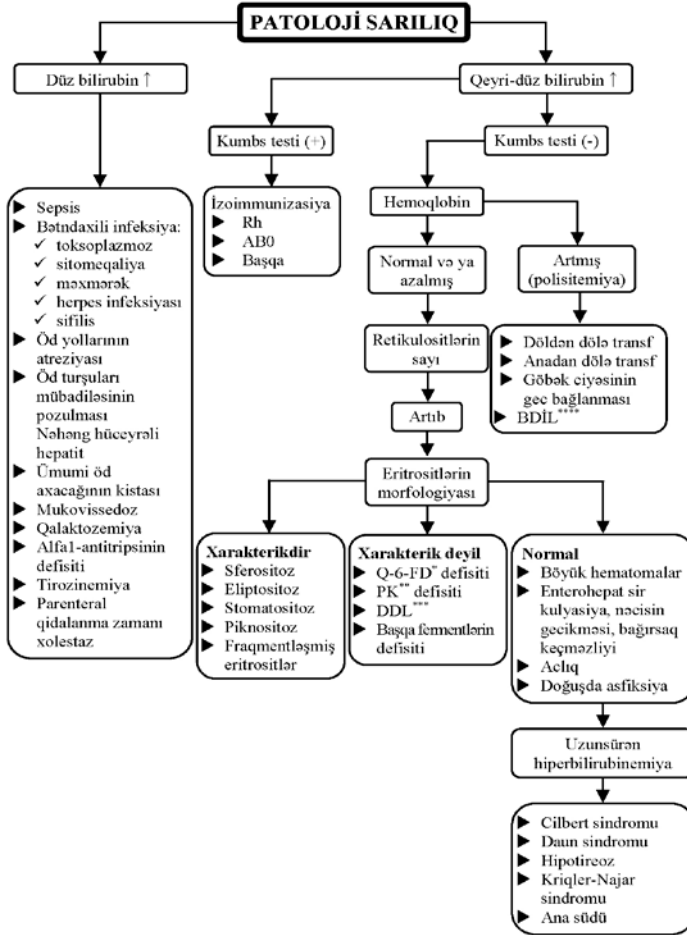 PATOLOJİ SARILIQ
Düz bilirubin ↑
Qeyri-düz bilirubin ↑
Kumbs testi (+)
Kumbs testi (-)
▶ Sepsis
▶ Bətndaxili infeksiya:
✓ toksoplazmoz
✓ sitomeqaliya
✓ məxmərək
✓ herpes infeksiyası
✓ sifilis
▶ Öd yollarının
atreziyası
▶ Öd turşuları
mübadiləsinin
pozulması
Nəhəng hüceyrəli
hepatit
▶ Ümumi öd
axacağının kistası
▶ Mukovissedoz
▶ Qalaktozemiya
▶ Alfa1-antitripsinin
defisiti
▶ Tirozinemiya
▶ Parenteral
qidalanma zamanı
xolestaz
İzoimmunizasiya
▶ Rh
▶ AB0
▶ Başqa
Hemoqlobin
Normal və ya
azalmış
Artmış
(polisitemiya)
Retikulositlərin
sayı
▶ Döldən dölə transf
▶ Anadan dölə transf
▶ Göbək ciyəsinin
gec bağlanması
▶ BDİL****
Artıb
Eritrositlərin
morfologiyası
Xarakterikdir
▶ Sferositoz
▶ Eliptositoz
▶ Stomatositoz
▶ Piknositoz
▶ Fraqmentləşmiş
eritrositlər
Xarakterik deyil
▶ Q-6-FD* defisiti
▶ PK** defisiti
▶ DDL***
▶ Başqa fermentlərin
defisiti
Normal
▶ Böyük hematomalar
▶ Enterohepat sir
kulyasiya, nəcisin
gecikməsi, bağırsaq
keçməzliyi
▶ Aclıq
▶ Doğuşda asfiksiya
Uzunsürən
hiperbilirubinemiya
▶ Cilbert sindromu
▶ Daun sindromu
▶ Hipotireoz
▶ Kriqler-Najar
sindromu
▶ Ana südü